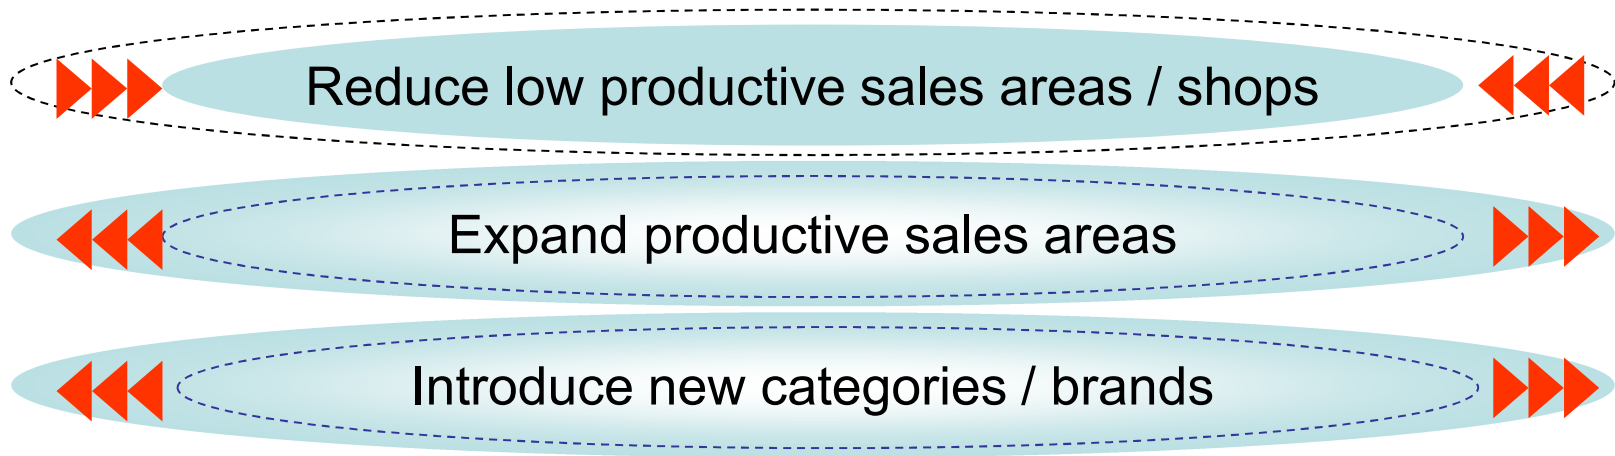 Reduce low productive sales areas / shops
Expand productive sales areas
Introduce new categories / brands